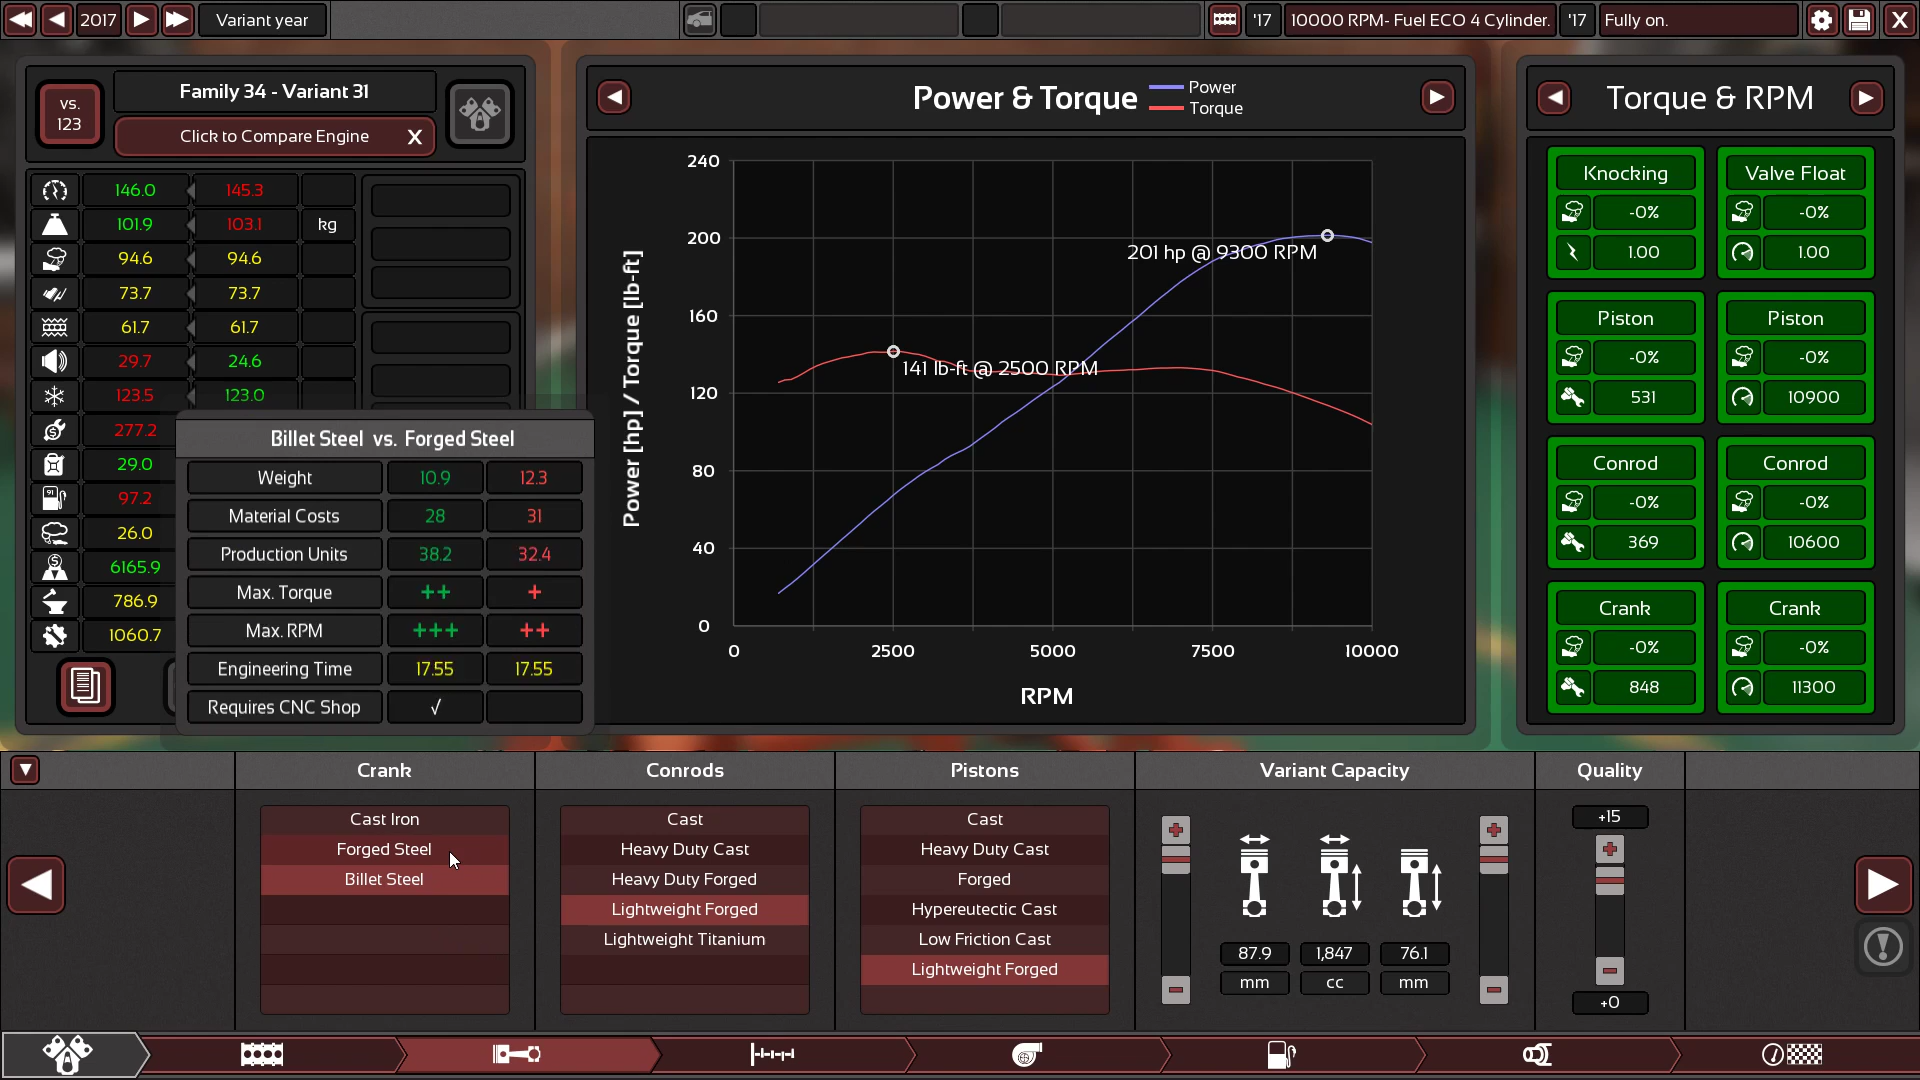 2017
Variant year
'17
10000 RPM- Fuel ECO 4 Cylinder.
'17
Fully on.
X
vs.
123
Family 34 - Variant 31
Click to Compare Engine X
146.0 145.3
101.9 103.1 kg
94.6 94.6
73.7 73.7
61.7 61.7
29.7 24.6
123.5 123.0
277.2
29.0
97.2
26.0
6165.9
786.9
1060.7
Billet Steel vs. Forged Steel
Weight 10.9 12.3
Material Costs 28 31
Production Units 38.2 32.4
Max. Torque ++ +
Max. RPM +++ ++
Engineering Time 17.55 17.55
Requires CNC Shop √
Power & Torque
Power
Torque
Power [hp] / Torque [lb-ft]
240
200
160
120
80
40
0
201 hp @ 9300 RPM
141 lb-ft @ 2500 RPM
0 2500 5000 7500 10000
RPM
Torque & RPM
Knocking
-0%
1.00
Valve Float
-0%
1.00
Piston
-0%
531
Piston
-0%
10900
Conrod
-0%
369
Conrod
-0%
10600
Crank
-0%
848
Crank
-0%
11300
Crank
Cast Iron
Forged Steel
Billet Steel
Conrods
Cast
Heavy Duty Cast
Heavy Duty Forged
Lightweight Forged
Lightweight Titanium
Pistons
Cast
Heavy Duty Cast
Forged
Hypereutectic Cast
Low Friction Cast
Lightweight Forged
Variant Capacity
87.9 1,847 76.1
mm cc mm
Quality
+15
+0